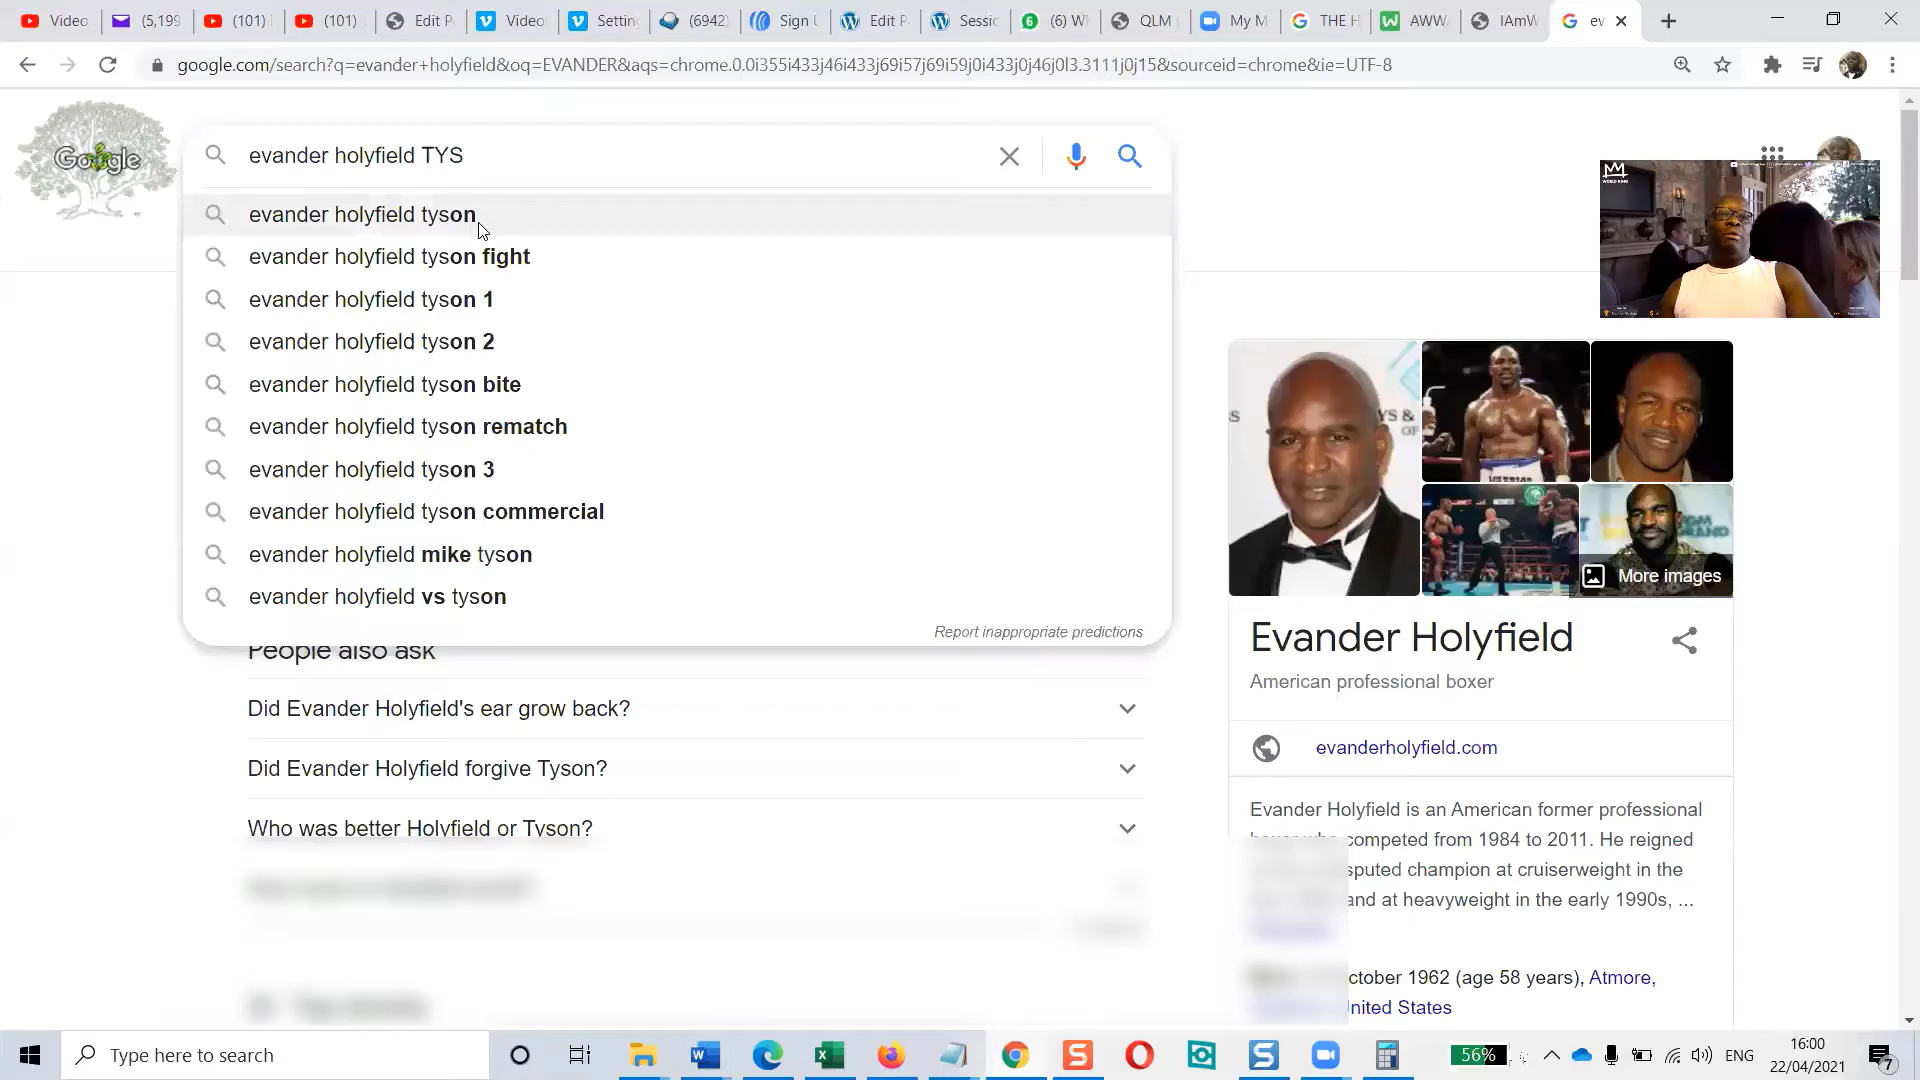 Video
(5,199
(101)
(101)
Edit P
Video
Settin
(6942)
Sign U
Edit P
Sessi
(6) W
QLM
My M
THE H
AWW
IAmW
ev
google.com/search?q=evander+holyfield&oq=EVANDER&aqs=chrome.0.0i355i433j46i433j69i57j69i59j0i433j0j46j0l3.3111j0j15&sourceid=chrome&ie=UTF-8
Google
evander holyfield TYS
WORLD KING
evander holyfield tyson
evander holyfield tyson fight
evander holyfield tyson 1
evander holyfield tyson 2
evander holyfield tyson bite
evander holyfield tyson rematch
evander holyfield tyson 3
evander holyfield tyson commercial
evander holyfield mike tyson
evander holyfield vs tyson
Report inappropriate predictions
More images
Evander Holyfield
American professional boxer
evanderholyfield.com
People also ask
Did Evander Holyfield's ear grow back?
Did Evander Holyfield forgive Tyson?
Who was better Holyfield or Tyson?
Evander Holyfield is an American former professional
competed from 1984 to 2011. He reigned
sputed champion at cruiserweight in the
and at heavyweight in the early 1990s, ...
ctober 1962 (age 58 years), Atmore,
United States
Type here to search
56%
ENG
16:00
22/04/2021
7